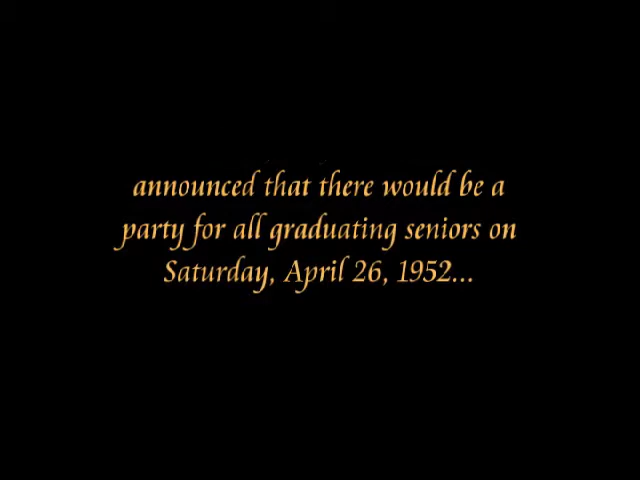 announced that there would be a
party for all graduating seniors on
Saturday, April 26, 1952...